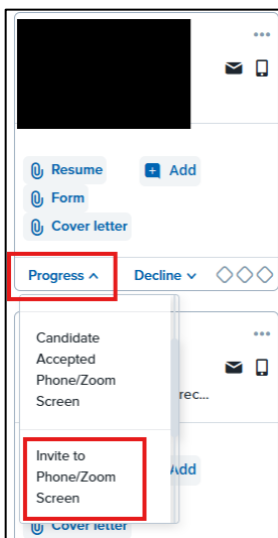 Resume
Add
Form
Cover letter
Progress
Decline
Candidate
Accepted
Phone/Zoom
Screen
rec...
Invite to
Phone/Zoom
Screen
Add
Cover letter